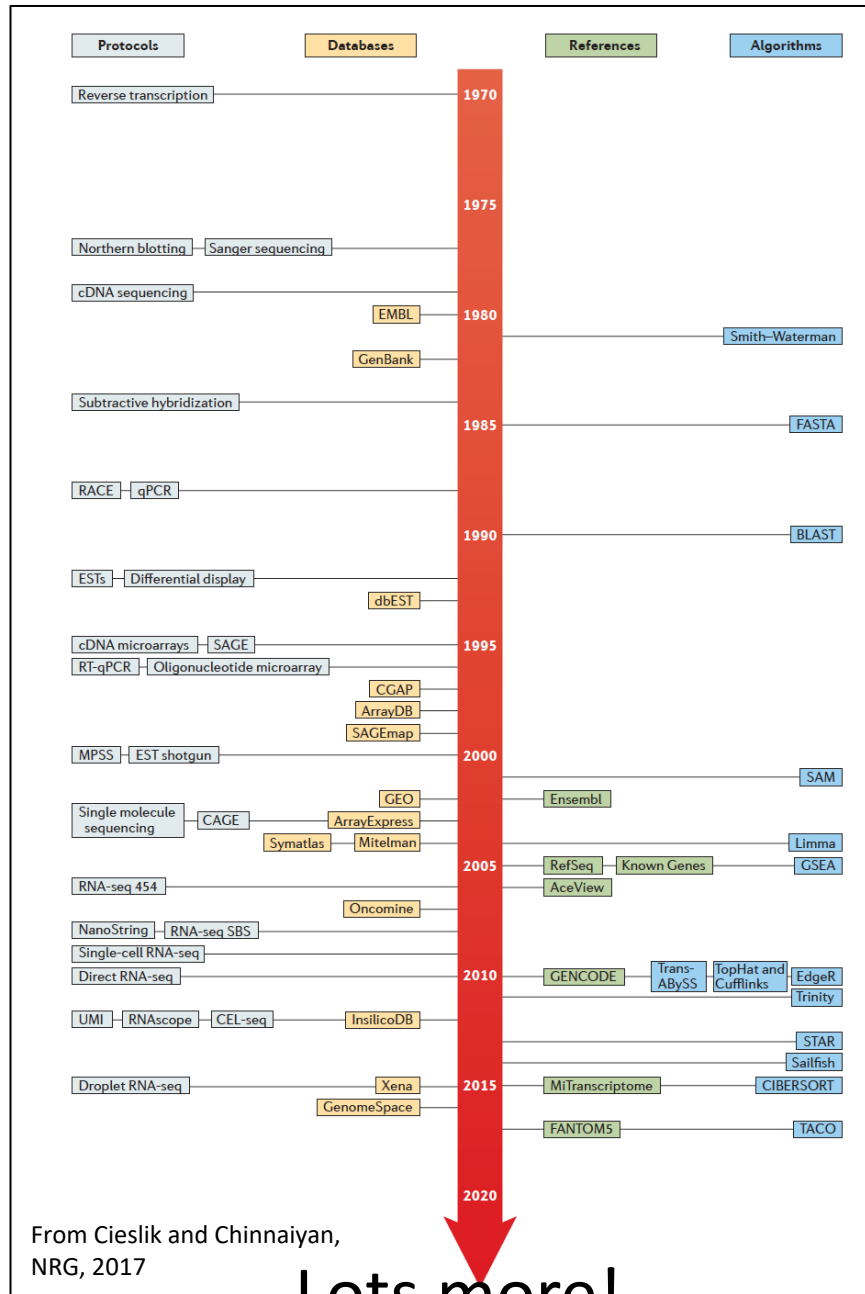 Protocols Databases References Algorithms
Reverse transcription 1970
1975
Northern blotting Sanger sequencing
cDNA sequencing
EMBL 1980
Smith–Waterman
GenBank
Subtractive hybridization
1985 FASTA
RACE qPCR
1990 BLAST
ESTs Differential display
dbEST
cDNA microarrays SAGE 1995
RT-qPCR Oligonucleotide microarray
CGAP
ArrayDB
SAGEmap
MPSS EST shotgun 2000
SAM
GEO Ensembl
Single molecule
sequencing CAGE ArrayExpress
Symatlas Mitelman Limma
2005 RefSeq Known Genes GSEA
RNA-seq 454 AceView
Oncomine
NanoString RNA-seq SBS
Single-cell RNA-seq
Direct RNA-seq 2010 GENCODE Trans-
ABySS TopHat and
Cufflinks EdgeR
Trinity
UMI RNAscope CEL-seq InsilicoDB
STAR
Sailfish
Droplet RNA-seq Xena 2015 MiTranscriptome CIBERSORT
GenomeSpace
FANTOM5 TACO
2020
From Cieslik and Chinnaiyan,
NRG, 2017
Lots more!